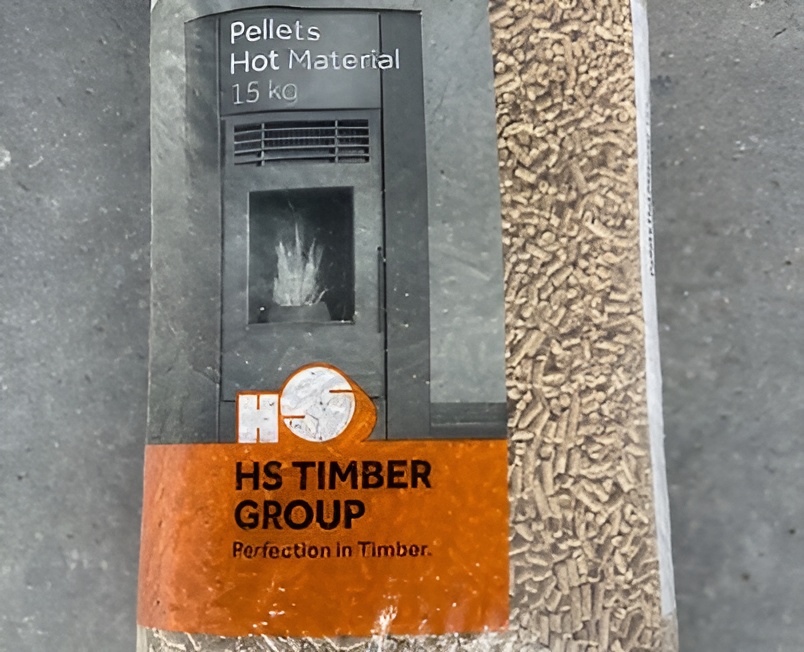 Pellets
Hot Material
15 kg
HS
HS TIMBER
GROUP
Perfection in Timber.